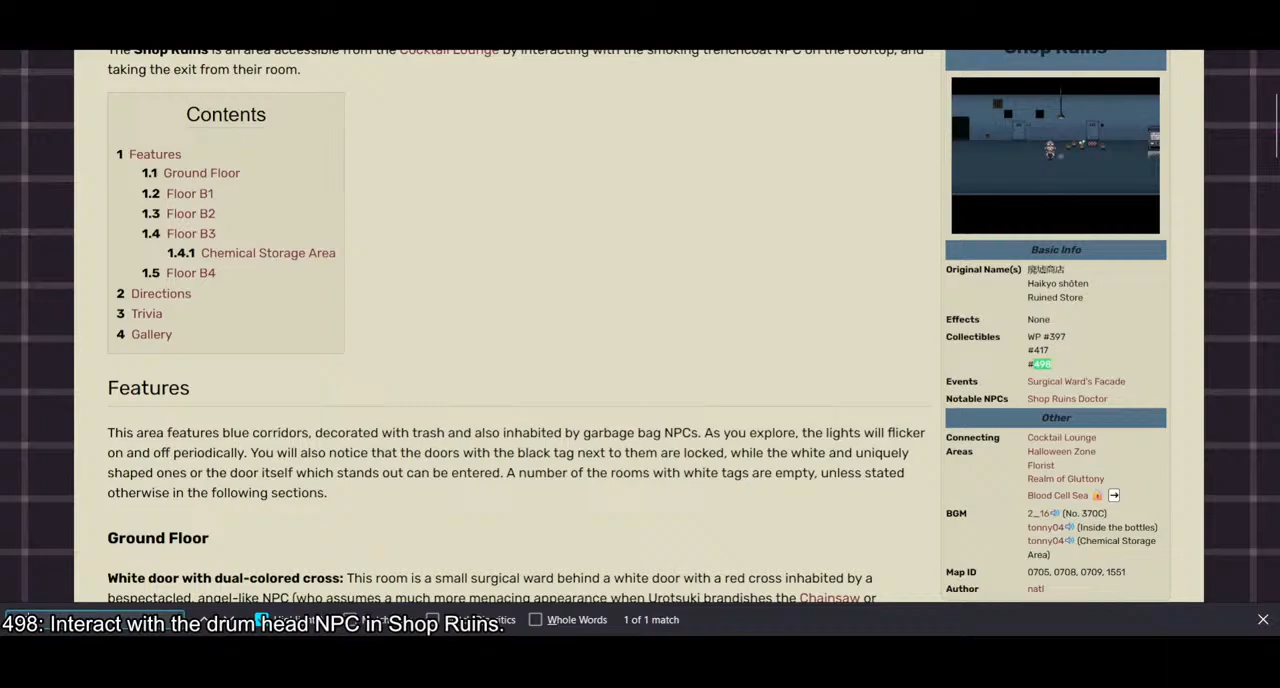 The Shop Ruins is an area accessible from the Cocktail Lounge by interacting with the smoking trenchcoat NPC on the rooftop, and
taking the exit from their room.
Contents
1 Features
1.1 Ground Floor
1.2 Floor B1
1.3 Floor B2
1.4 Floor B3
1.4.1 Chemical Storage Area
1.5 Floor B4
2 Directions
3 Trivia
4 Gallery
Features
This area features blue corridors, decorated with trash and also inhabited by garbage bag NPCs. As you explore, the lights will flicker
on and off periodically. You will also notice that the doors with the black tag next to them are locked, while the white and uniquely
shaped ones or the door itself which stands out can be entered. A number of the rooms with white tags are empty, unless stated
otherwise in the following sections.
Ground Floor
White door with dual-colored cross: This room is a small surgical ward behind a white door with a red cross inhabited by a
bespectacled, angel-like NPC (who assumes a much more menacing appearance when Urotsuki brandishes the Chainsaw or
Shop Ruins
Basic Info
Original Name(s) 廃墟商店
Haikyo shōten
Ruined Store
Effects None
Collectibles WP #397
#417
#498
Events Surgical Ward's Facade
Notable NPCs Shop Ruins Doctor
Other
Connecting Areas Cocktail Lounge
Halloween Zone
Florist
Realm of Gluttony
Blood Cell Sea
BGM 2_16 (No. 370C)
tonny04 (Inside the bottles)
tonny04 (Chemical Storage
Area)
Map ID 0705, 0708, 0709, 1551
Author natl
498: Interact with the drum head NPC in Shop Ruins.
Whole Words 1 of 1 match